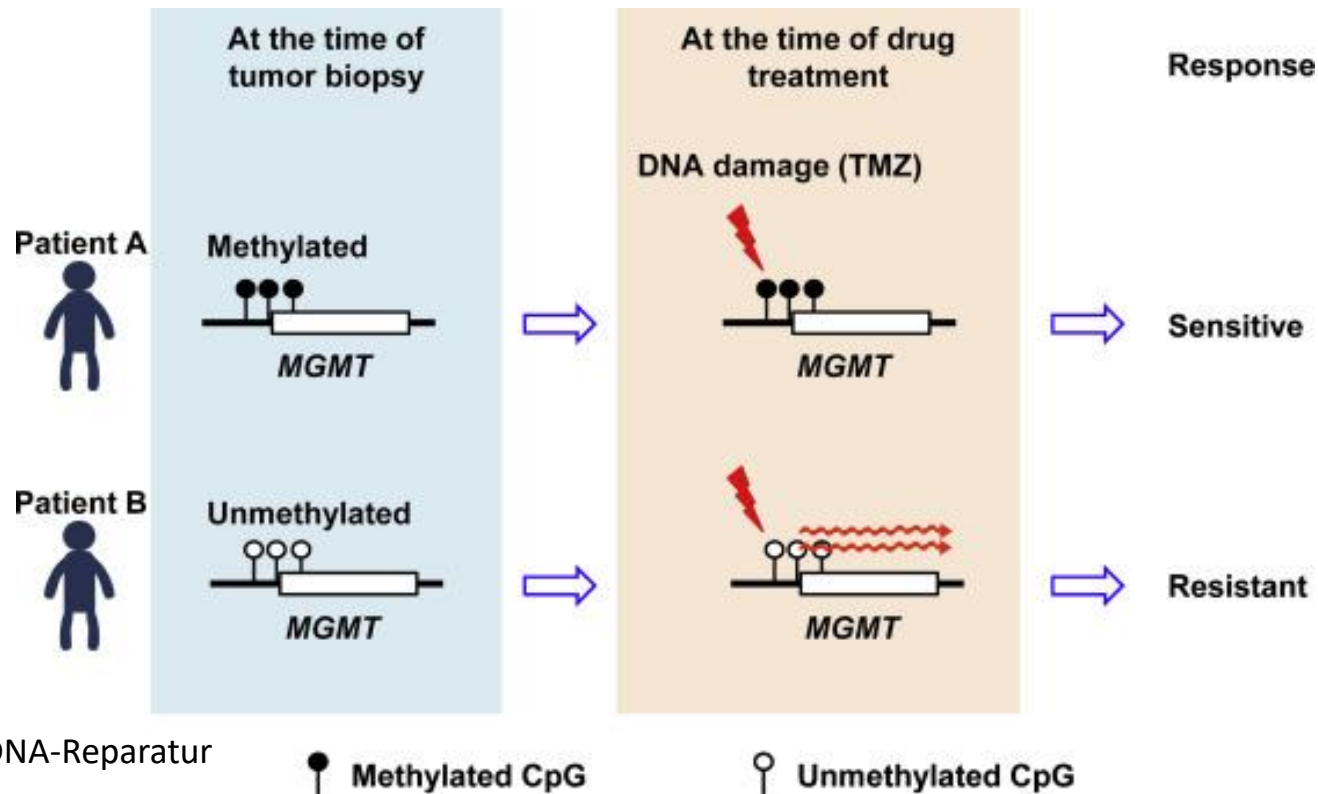 At the time of
tumor biopsy
At the time of drug
treatment
Response
DNA damage (TMZ)
Patient A
Methylated
MGMT
MGMT
Sensitive
Patient B
Unmethylated
MGMT
MGMT
Resistant
DNA-Reparatur
Methylated CpG
Unmethylated CpG